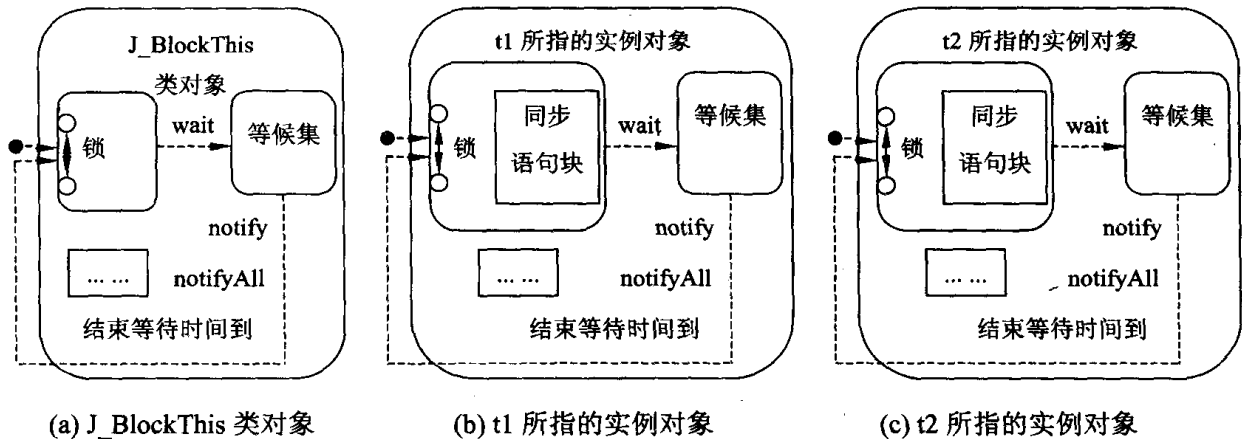 J_BlockThis
类对象
锁
wait
等候集
notify
... ...
notifyAll
结束等待时间到
(a) J_BlockThis 类对象
t1 所指的实例对象
锁
同步
语句块
wait
等候集
notify
... ...
notifyAll
结束等待时间到
(b) t1 所指的实例对象
t2 所指的实例对象
锁
同步
语句块
wait
等候集
notify
... ...
notifyAll
结束等待时间到
(c) t2 所指的实例对象